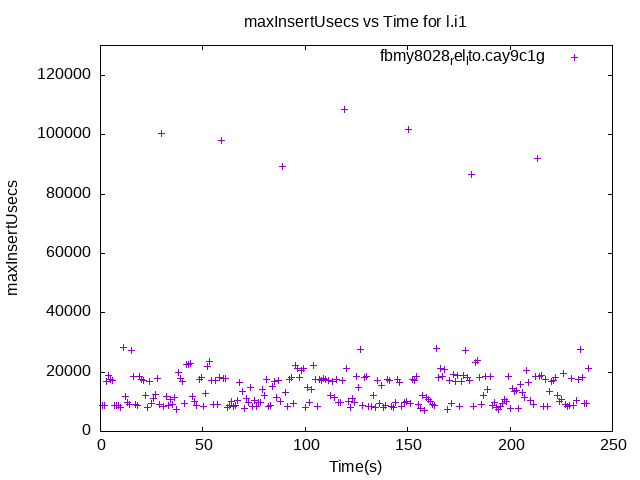 maxInsertUsecs vs Time for l.i1
fbmy8028relito.cay9c1g
120000
100000
80000
60000
40000
20000
0
maxInsertUsecs
0 50 100 150 200 250
Time(s)